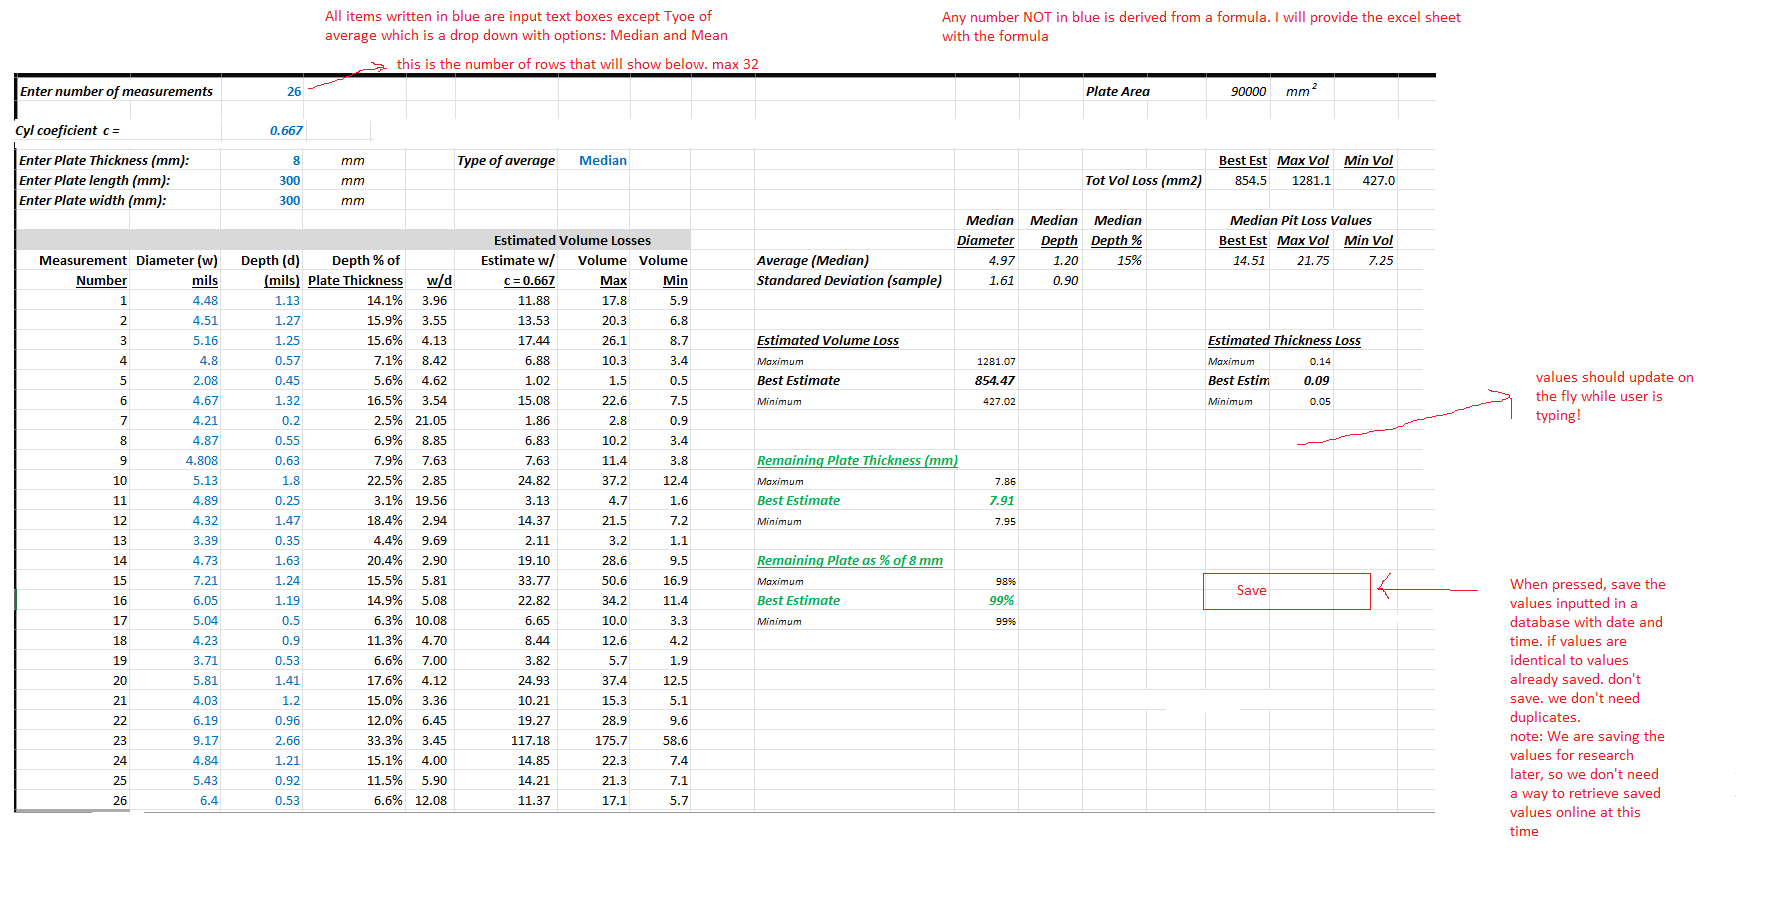 All items written in blue are input text boxes except Tyoe of
average which is a drop down with options: Median and Mean
Any number NOT in blue is derived from a formula. I will provide the excel sheet
with the formula
this is the number of rows that will show below. max 32
Enter number of measurements 26 Plate Area 90000 mm²
Cyl coeficient c = 0.667
Enter Plate Thickness (mm): 8 mm Type of average Median Best Est Max Vol Min Vol
Enter Plate length (mm): 300 mm Tot Vol Loss (mm2) 854.5 1281.1 427.0
Enter Plate width (mm): 300 mm
Median Median Median Median Pit Loss Values
Estimated Volume Losses Diameter Depth Depth % Best Est Max Vol Min Vol
Measurement Diameter (w) Depth (d) Depth % of Estimate w/ Volume Volume Average (Median) 4.97 1.20 15% 14.51 21.75 7.25
Number mils (mils) Plate Thickness w/d c = 0.667 Max Min Standared Deviation (sample) 1.61 0.90
1 4.48 1.13 14.1% 3.96 11.88 17.8 5.9
2 4.51 1.27 15.9% 3.55 13.53 20.3 6.8
3 5.16 1.25 15.6% 4.13 17.44 26.1 8.7 Estimated Volume Loss Estimated Thickness Loss
4 4.8 0.57 7.1% 8.42 6.88 10.3 3.4 Maximum 1281.07 Maximum 0.14
5 2.08 0.45 5.6% 4.62 1.02 1.5 0.5 Best Estimate 854.47 Best Estim 0.09
6 4.67 1.32 16.5% 3.54 15.08 22.6 7.5 Minimum 427.02 Minimum 0.05
7 4.21 0.2 2.5% 21.05 1.86 2.8 0.9
8 4.87 0.55 6.9% 8.85 6.83 10.2 3.4
9 4.808 0.63 7.9% 7.63 7.63 11.4 3.8 Remaining Plate Thickness (mm)
10 5.13 1.8 22.5% 2.85 24.82 37.2 12.4 Maximum 7.86
11 4.89 0.25 3.1% 19.56 3.13 4.7 1.6 Best Estimate 7.91
12 4.32 1.47 18.4% 2.94 14.37 21.5 7.2 Minimum 7.95
13 3.39 0.35 4.4% 9.69 2.11 3.2 1.1
14 4.73 1.63 20.4% 2.90 19.10 28.6 9.5 Remaining Plate as % of 8 mm
15 7.21 1.24 15.5% 5.81 33.77 50.6 16.9 Maximum 98%
16 6.05 1.19 14.9% 5.08 22.82 34.2 11.4 Best Estimate 99%
17 5.04 0.5 6.3% 10.08 6.65 10.0 3.3 Minimum 99%
18 4.23 0.9 11.3% 4.70 8.44 12.6 4.2
19 3.71 0.53 6.6% 7.00 3.82 5.7 1.9
20 5.81 1.41 17.6% 4.12 24.93 37.4 12.5
21 4.03 1.2 15.0% 3.36 10.21 15.3 5.1
22 6.19 0.96 12.0% 6.45 19.27 28.9 9.6
23 9.17 2.66 33.3% 3.45 117.18 175.7 58.6
24 4.84 1.21 15.1% 4.00 14.85 22.3 7.4
25 5.43 0.92 11.5% 5.90 14.21 21.3 7.1
26 6.4 0.53 6.6% 12.08 11.37 17.1 5.7
values should update on
the fly while user is
typing!
Save
When pressed, save the
values inputted in a
database with date and
time. if values are
identical to values
already saved. don't
save. we don't need
duplicates.
note: We are saving the
values for research
later, so we don't need
a way to retrieve saved
values online at this
time